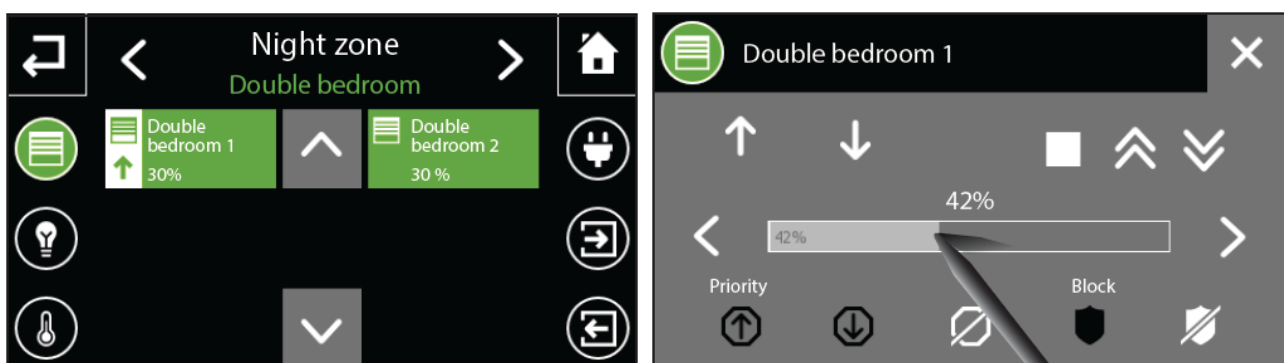 Night zone
Double bedroom
Double
bedroom 1
30%
Double
bedroom 2
30 %
Double bedroom 1
42%
42%
Priority
Block